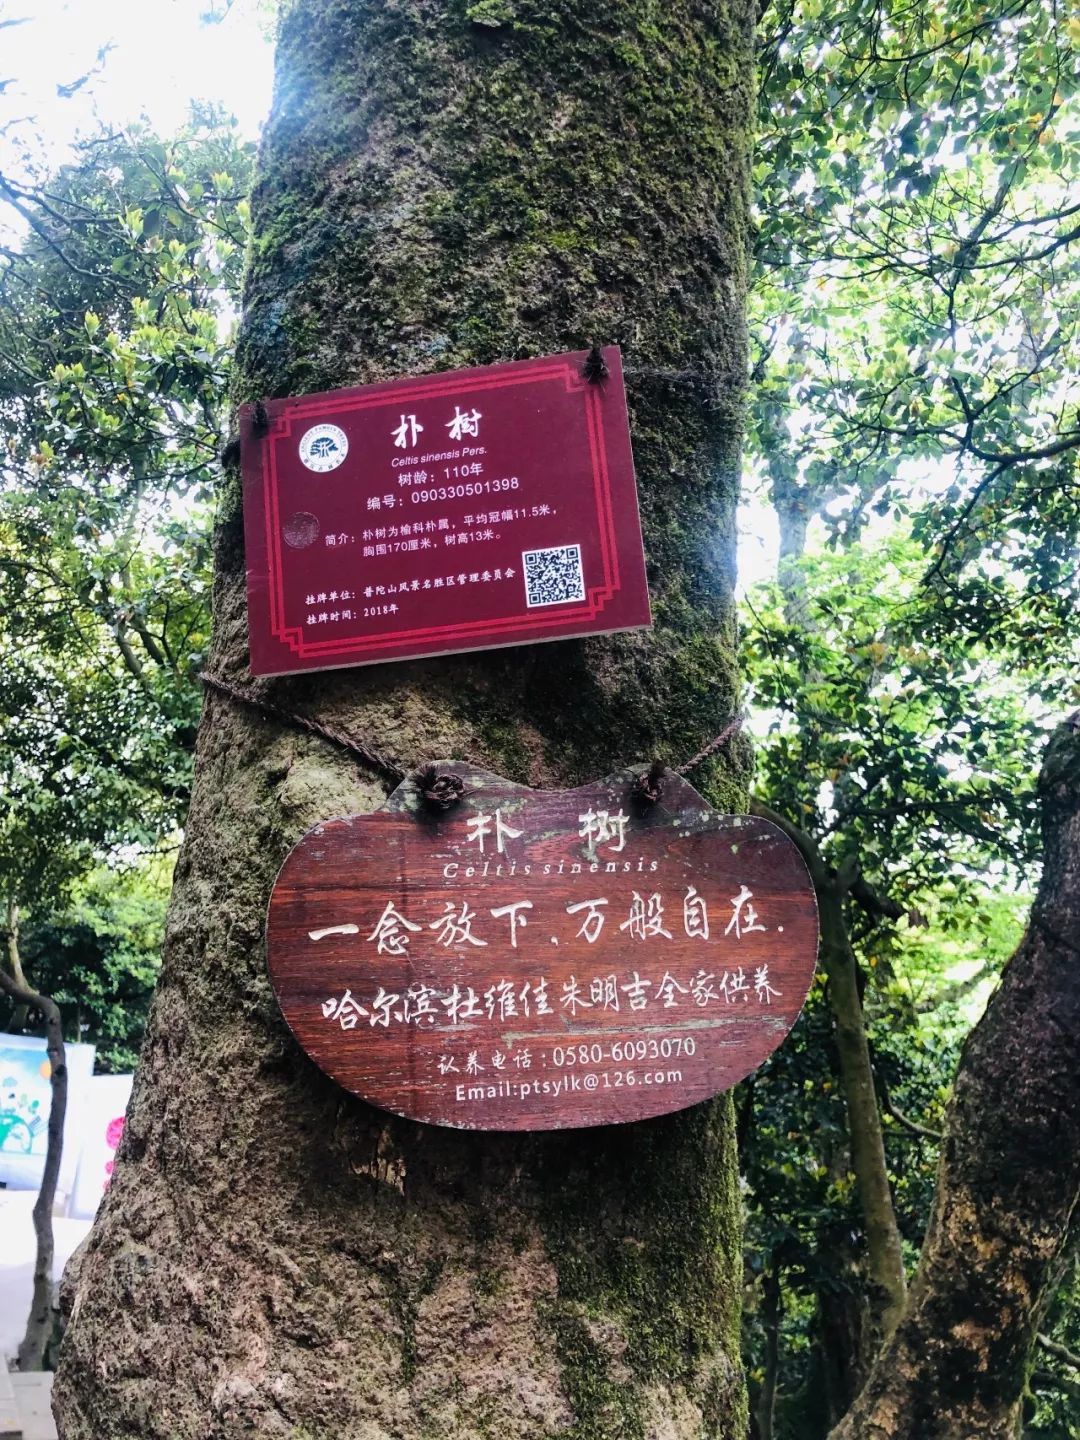 朴树
Celtis sinensis Pers.
树龄：110年
编号：090330501398
简介：朴树为榆科朴属，平均冠幅11.5米，
胸围170厘米，树高13米。
挂牌单位：普陀山风景名胜区管理委员会
挂牌时间：2018年
朴 树
Celtis sinensis
一念放下、万般自在.
哈尔滨杜维佳朱明吉全家供养
认养电话：0580-6093070
Email:ptsylk@126.com